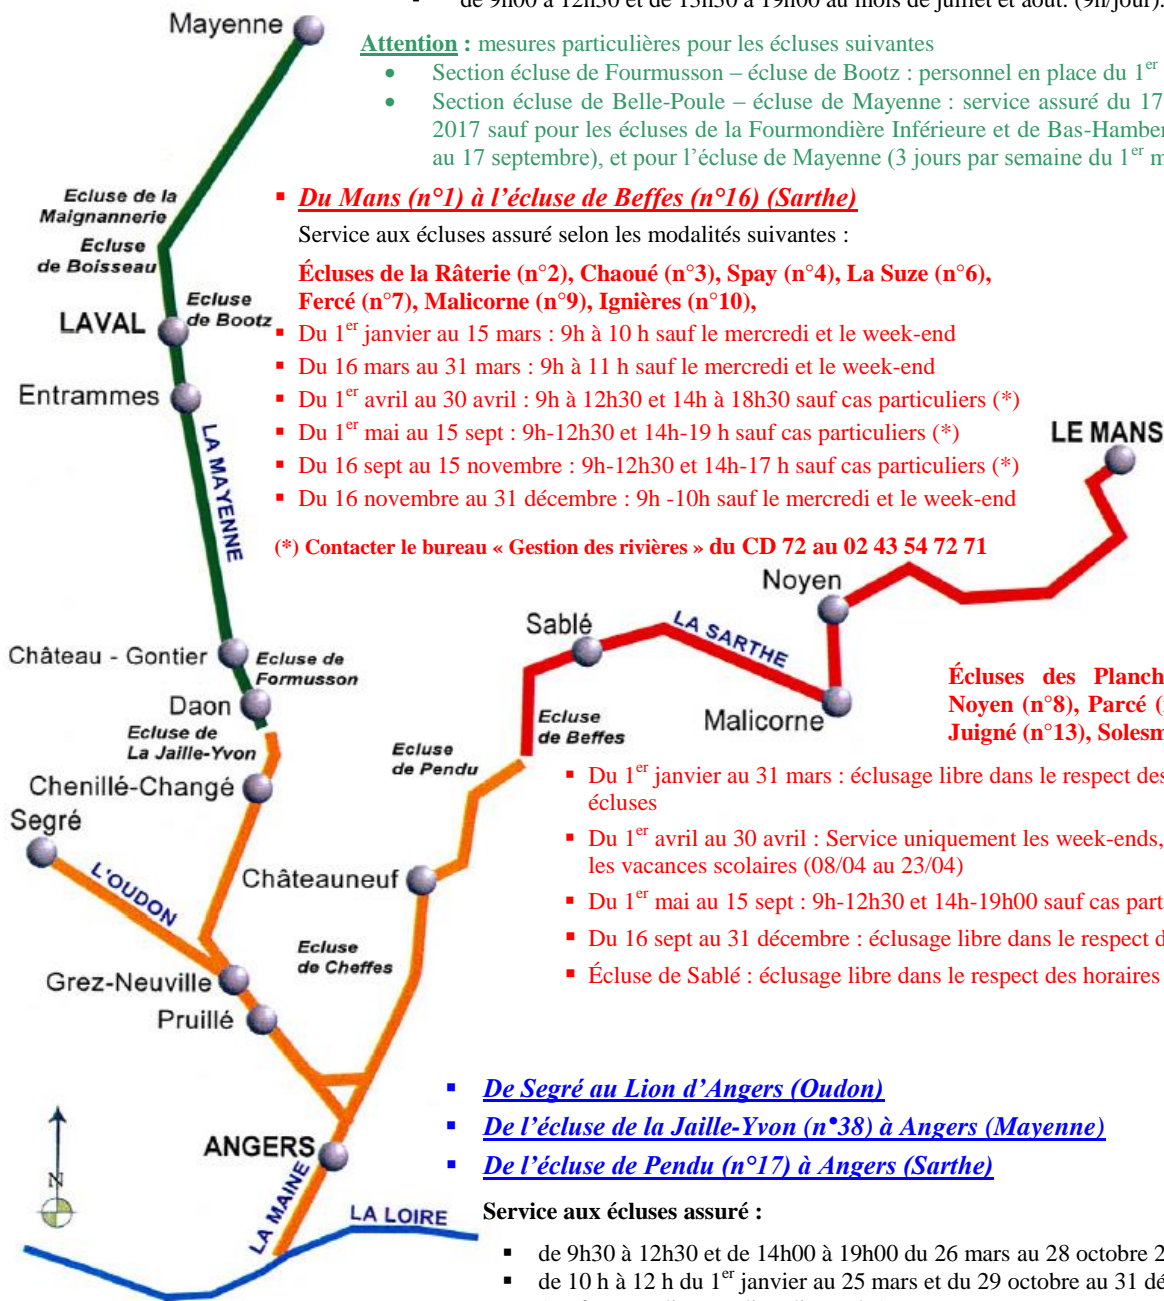 - de 9h00 à 12h30 et de 13h30 à 19h00 au mois de juillet et août. (9h/jour).
Mayenne
Attention : mesures particulières pour les écluses suivantes
• Section écluse de Fourmusson – écluse de Bootz : personnel en place du 1er
• Section écluse de Belle-Poule – écluse de Mayenne : service assuré du 17
2017 sauf pour les écluses de la Fourmondière Inférieure et de Bas-Hamber
au 17 septembre), et pour l'écluse de Mayenne (3 jours par semaine du 1er m
Ecluse de la
Maignannerie
Ecluse
de Boisseau
Ecluse
de Bootz
LAVAL
Entrammes
LA MAYENNE
▪ Du Mans (n°1) à l'écluse de Beffes (n°16) (Sarthe)
Service aux écluses assuré selon les modalités suivantes :
Écluses de la Râterie (n°2), Chaoué (n°3), Spay (n°4), La Suze (n°6),
Fercé (n°7), Malicorne (n°9), Ignières (n°10),
▪ Du 1er janvier au 15 mars : 9h à 10 h sauf le mercredi et le week-end
▪ Du 16 mars au 31 mars : 9h à 11 h sauf le mercredi et le week-end
▪ Du 1er avril au 30 avril : 9h à 12h30 et 14h à 18h30 sauf cas particuliers (*)
▪ Du 1er mai au 15 sept : 9h-12h30 et 14h-19 h sauf cas particuliers (*)
▪ Du 16 sept au 15 novembre : 9h-12h30 et 14h-17 h sauf cas particuliers (*)
▪ Du 16 novembre au 31 décembre : 9h -10h sauf le mercredi et le week-end
(*) Contacter le bureau « Gestion des rivières » du CD 72 au 02 43 54 72 71
LE MANS
Noyen
Sablé
LA SARTHE
Malicorne
Château - Gontier
Ecluse de
Formusson
Daon
Ecluse de
La Jaille-Yvon
Chenillé-Changé
Segré
L'OUDON
Ecluse
de Beffes
Ecluse
de Pendu
Châteauneuf
Ecluse
de Cheffes
Grez-Neuville
Pruillé
Écluses des Planch
Noyen (n°8), Parcé (
Juigné (n°13), Solesm
▪ Du 1er janvier au 31 mars : éclusage libre dans le respect des
écluses
▪ Du 1er avril au 30 avril : Service uniquement les week-ends,
les vacances scolaires (08/04 au 23/04)
▪ Du 1er mai au 15 sept : 9h-12h30 et 14h-19h00 sauf cas part
▪ Du 16 sept au 31 décembre : éclusage libre dans le respect d
▪ Écluse de Sablé : éclusage libre dans le respect des horaires
ANGERS
N
LA MAINE
LA LOIRE
▪ De Segré au Lion d'Angers (Oudon)
▪ De l'écluse de la Jaille-Yvon (n°38) à Angers (Mayenne)
▪ De l'écluse de Pendu (n°17) à Angers (Sarthe)
Service aux écluses assuré :
▪ de 9h30 à 12h30 et de 14h00 à 19h00 du 26 mars au 28 octobre 2
▪ de 10 h à 12 h du 1er janvier au 25 mars et du 29 octobre au 31 dé